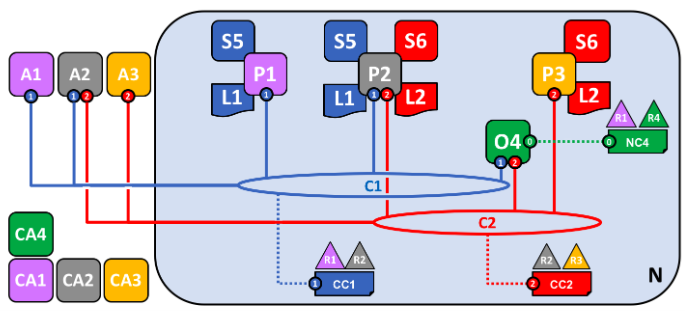 S5 S5 S6 S6
A1 A2 A3 P1 P2 P3
1 1 2 2 1 1 2 2
L1 L1 L2 L2
R1 R4
O4 0 0 NC4
1 2
C1
C2
CA4
R1 R2 R2 R3
CA1 CA2 CA3 1 CC1 2 CC2 N